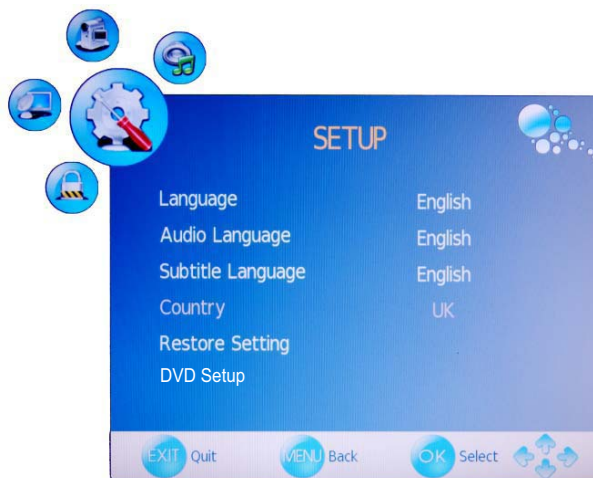 SETUP
Language English
Audio Language English
Subtitle Language English
Country UK
Restore Setting
DVD Setup
EXIT Quit MENU Back OK Select